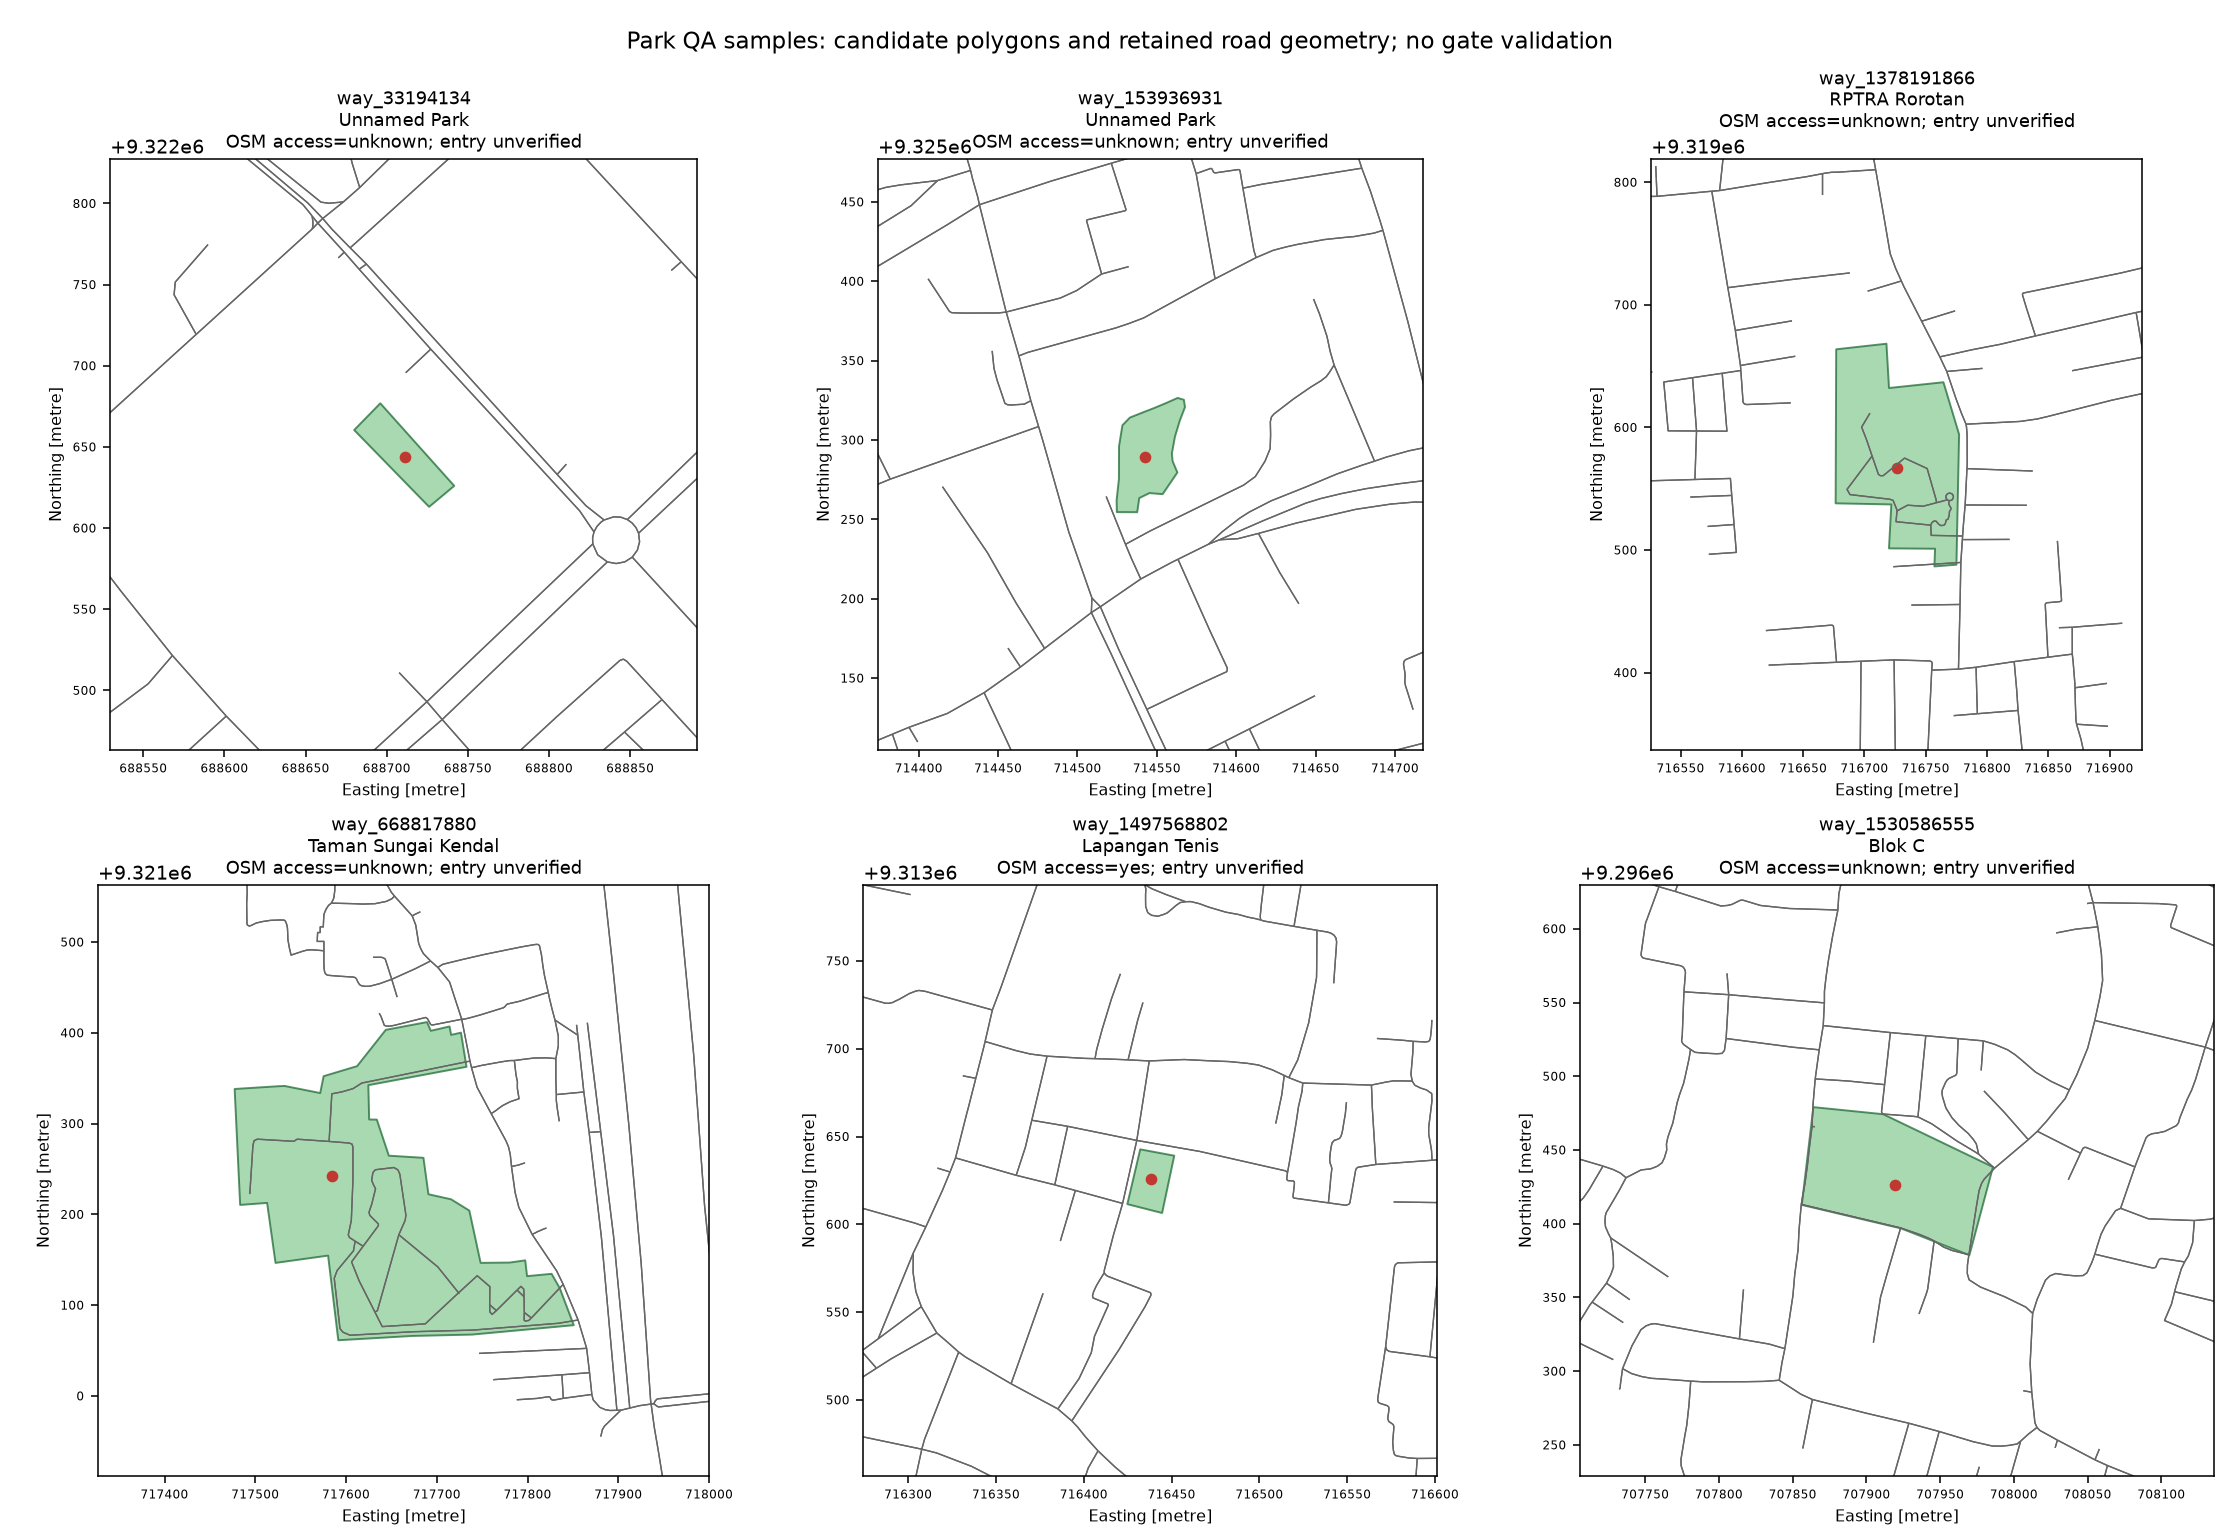 Park QA samples: candidate polygons and retained road geometry; no gate validation
way_33194134
Unnamed Park
OSM access=unknown; entry unverified
+9.322e6
800
750
700
650
600
550
500
Northing [metre]
688550 688600 688650 688700 688750 688800 688850
Easting [metre]
way_153936931
Unnamed Park
OSM access=unknown; entry unverified
+9.325e6
450
400
350
300
250
200
150
Northing [metre]
714400 714450 714500 714550 714600 714650 714700
Easting [metre]
way_1378191866
RPTRA Rorotan
OSM access=unknown; entry unverified
+9.319e6
800
700
600
500
400
Northing [metre]
716550 716600 716650 716700 716750 716800 716850 716900
Easting [metre]
way_668817880
Taman Sungai Kendal
OSM access=unknown; entry unverified
+9.321e6
500
400
300
200
100
0
Northing [metre]
717400 717500 717600 717700 717800 717900 718000
Easting [metre]
way_1497568802
Lapangan Tenis
OSM access=yes; entry unverified
+9.313e6
750
700
650
600
550
500
Northing [metre]
716300 716350 716400 716450 716500 716550 716600
Easting [metre]
way_1530586555
Blok C
OSM access=unknown; entry unverified
+9.296e6
600
550
500
450
400
350
300
250
Northing [metre]
707750 707800 707850 707900 707950 708000 708050 708100
Easting [metre]